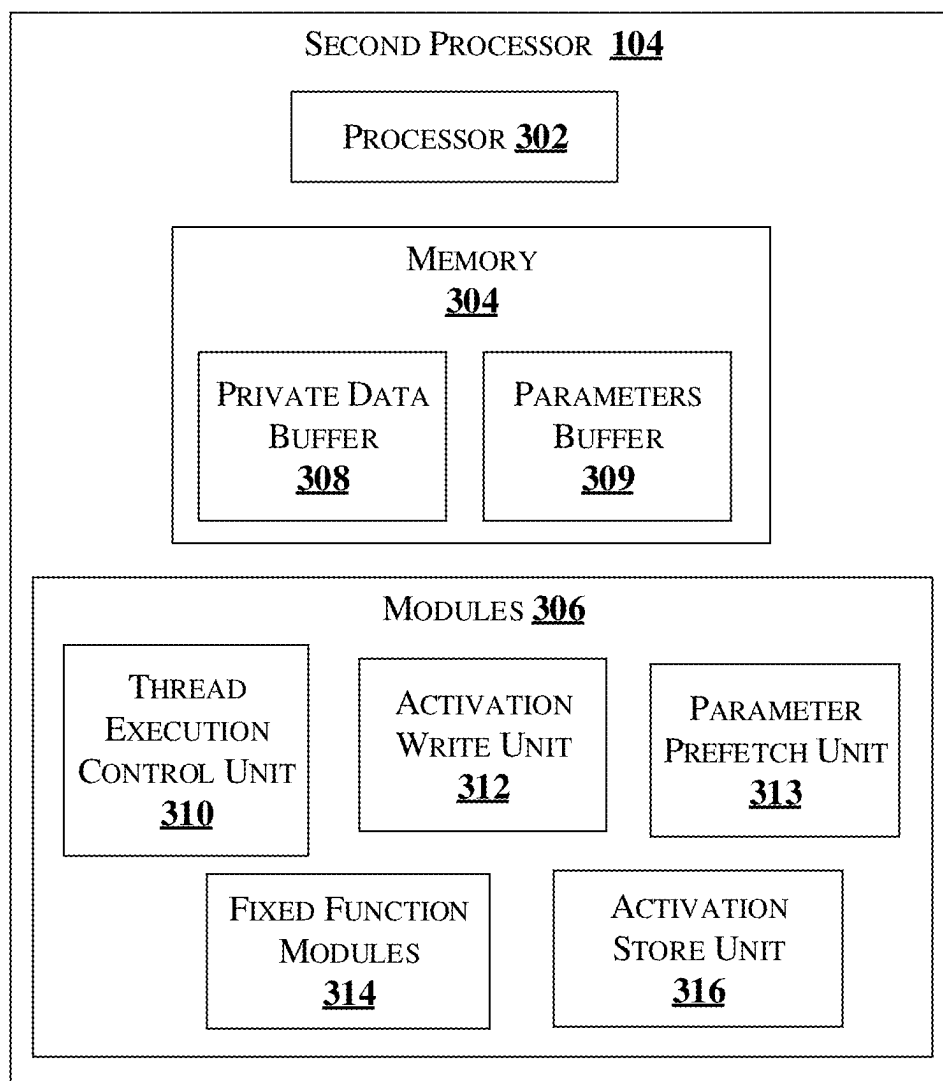 SECOND PROCESSOR 104
PROCESSOR 302
MEMORY
304
PRIVATE DATA
BUFFER
308
PARAMETERS
BUFFER
309
MODULES 306
THREAD
EXECUTION
CONTROL UNIT
310
ACTIVATION
WRITE UNIT
312
PARAMETER
PREFETCH UNIT
313
FIXED FUNCTION
MODULES
314
ACTIVATION
STORE UNIT
316